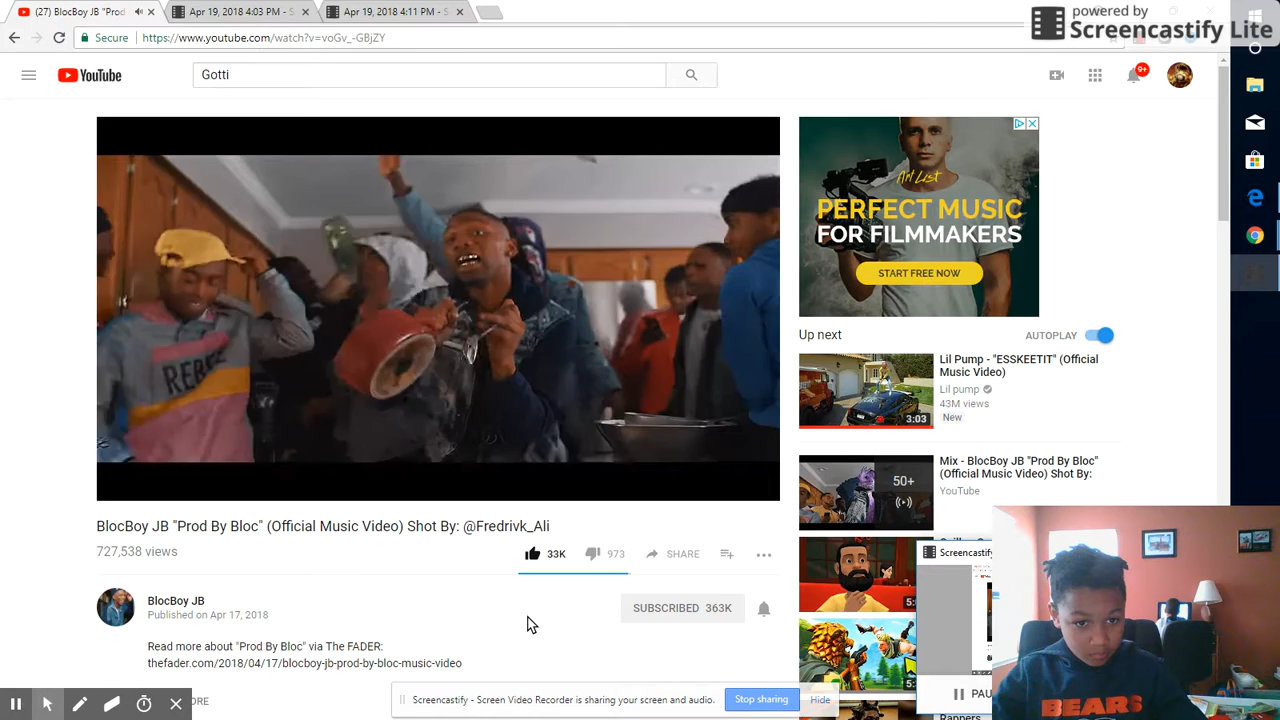 powered by
Screencastify Lite
(27) BlocBoy JB "Prod
Apr 19, 2018 4:03 PM - S
Apr 19, 2018 4:11 PM - S
Secure
https://www.youtube.com/watch?v=voGv_-GBjZY
YouTube
Gotti
9+
Art List
PERFECT MUSIC
FOR FILMMAKERS
START FREE NOW
Up next
AUTOPLAY
Lil Pump - "ESSKEETIT" (Official
Music Video)
Lil pump
43M views
New
3:03
Mix - BlocBoy JB "Prod By Bloc"
(Official Music Video) Shot By:
YouTube
50+
BlocBoy JB "Prod By Bloc" (Official Music Video) Shot By: @Fredrivk_Ali
727,538 views
33K
973
SHARE
BlocBoy JB
Published on Apr 17, 2018
SUBSCRIBED 363K
Read more about "Prod By Bloc" via The FADER:
thefader.com/2018/04/17/blocboy-jb-prod-by-bloc-music-video
Screencastify
PAU
BEARS
Screencastify - Screen Video Recorder is sharing your screen and audio.
Stop sharing
Hide
ORE
Rappers